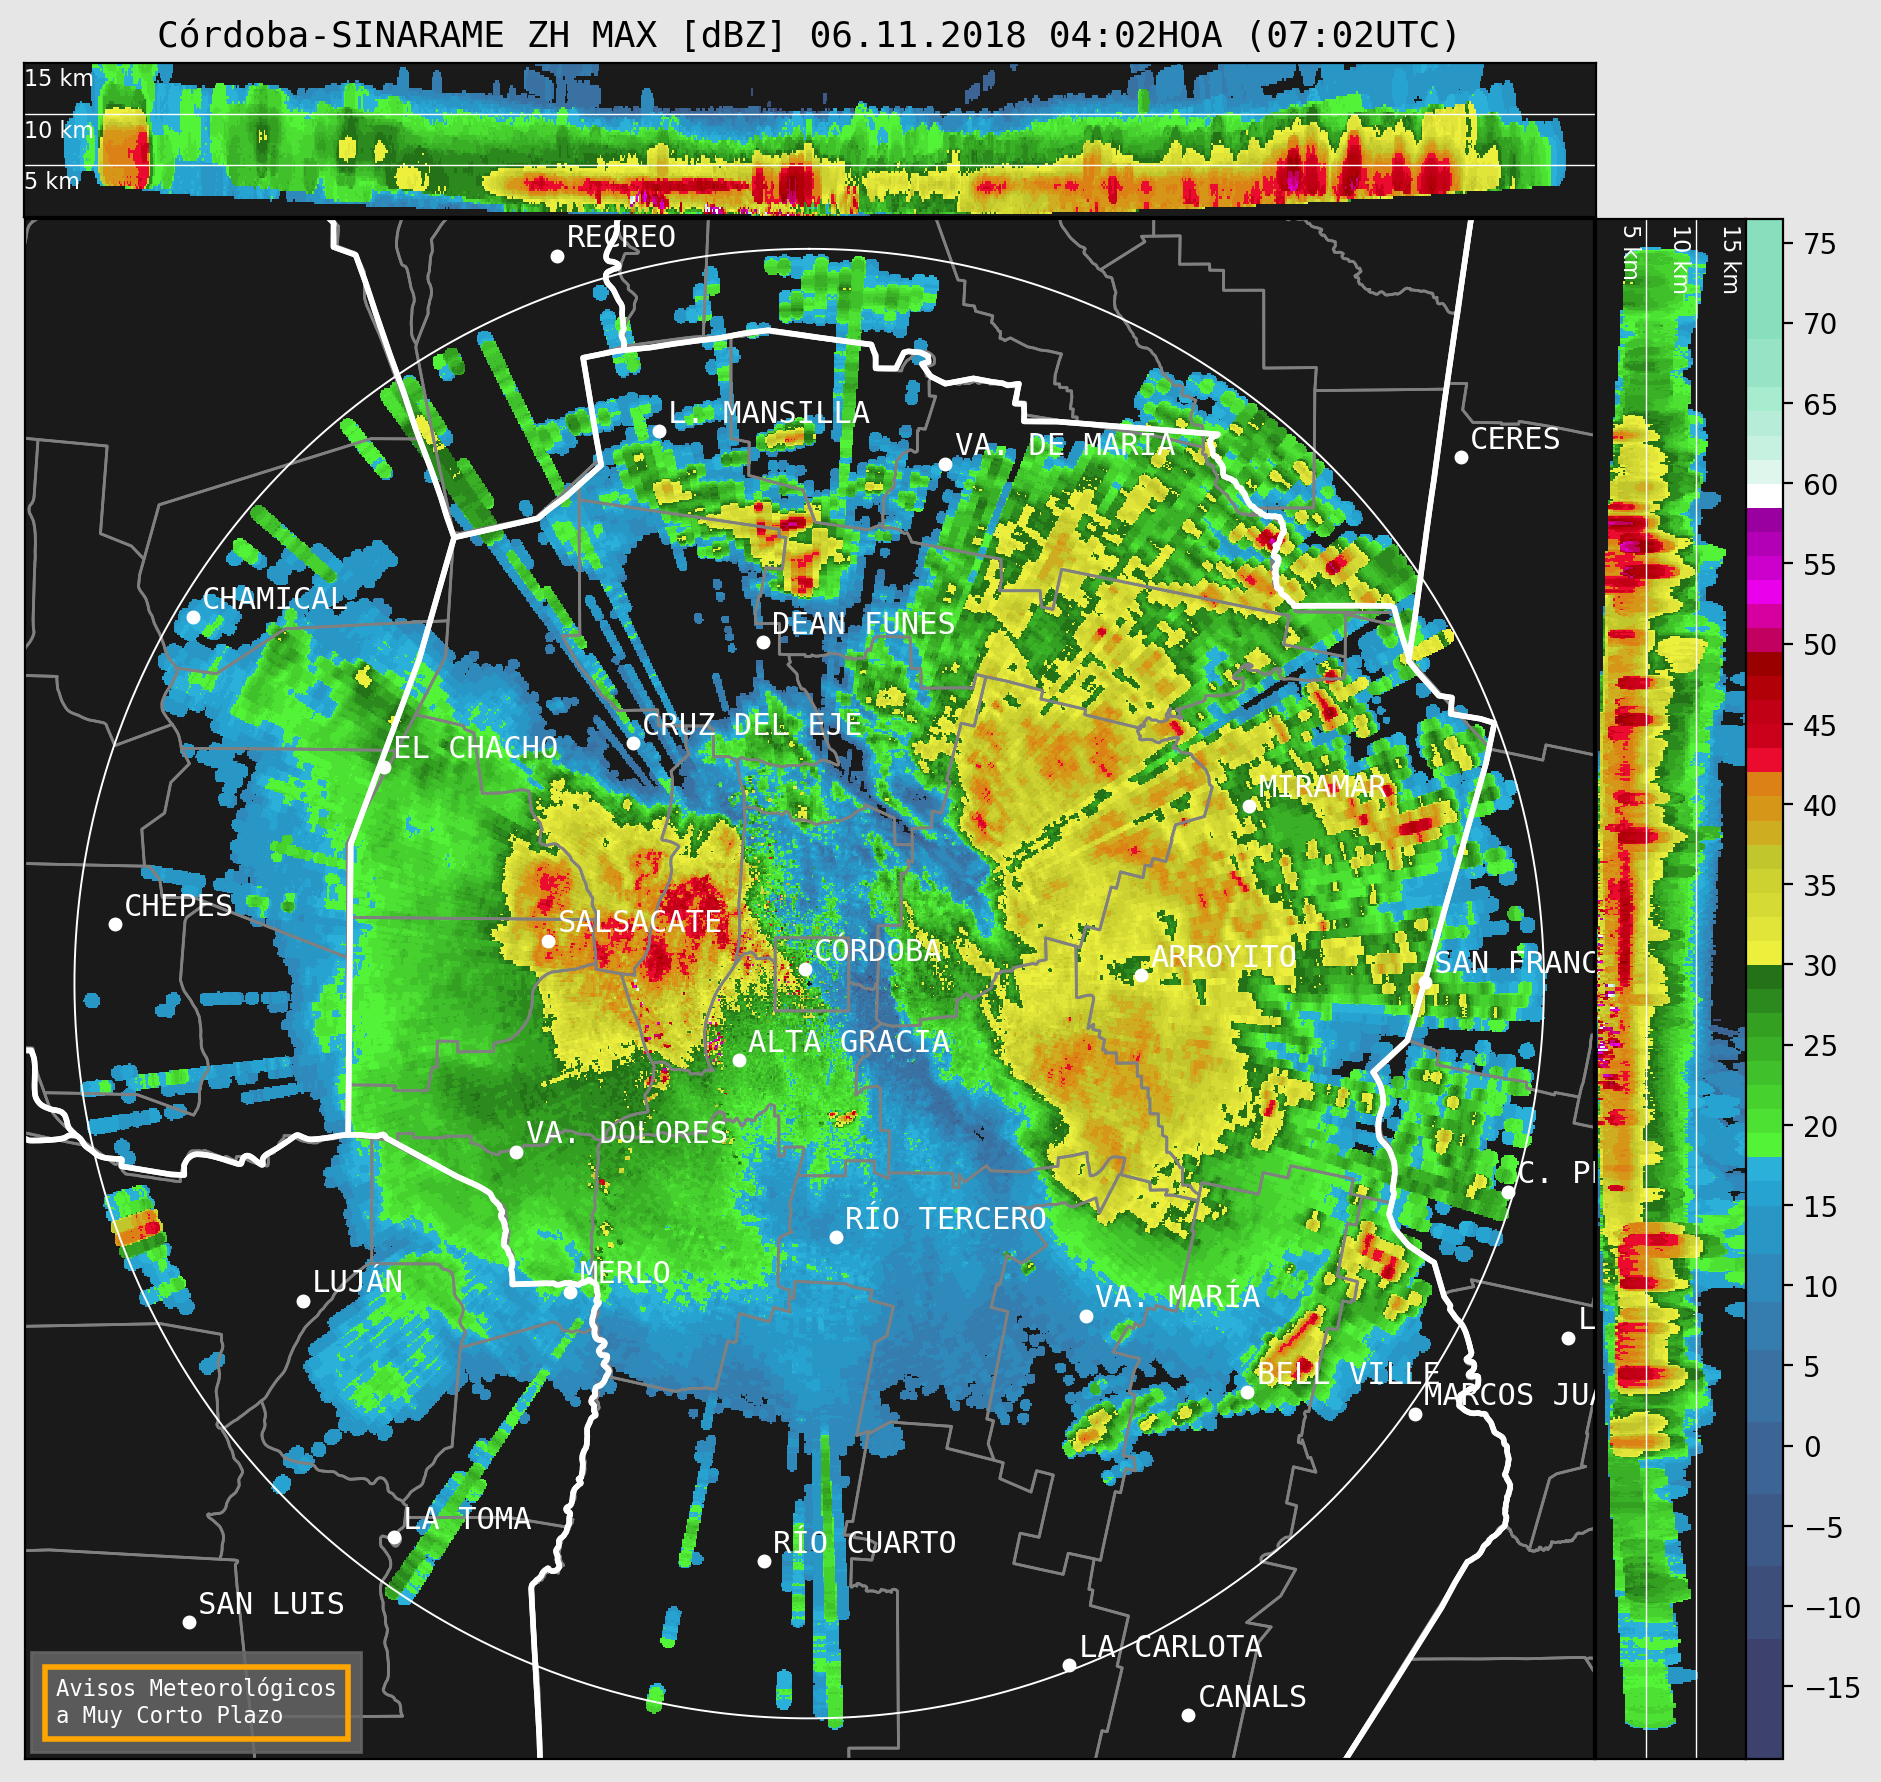 Córdoba-SINARAME ZH MAX [dBZ] 06.11.2018 04:02HOA (07:02UTC)
15 km
10 km
5 km
5 km
10 km
15 km
RECREO
L. MANSILLA
VA. DE MARÍA
CERES
CHAMICAL
DEAN FUNES
CRUZ DEL EJE
EL CHACHO
MIRAMAR
CHEPES
SALSACATE
CÓRDOBA
ARROYITO
SAN FRANC
ALTA GRACIA
VA. DOLORES
C. PE
RÍO TERCERO
LUJÁN
MERLO
VA. MARÍA
L
BELL VILLE
MARCOS JUA
LA TOMA
RÍO CUARTO
SAN LUIS
LA CARLOTA
CANALS
Avisos Meteorológicos
a Muy Corto Plazo
75
70
65
60
55
50
45
40
35
30
25
20
15
10
5
0
−5
−10
−15